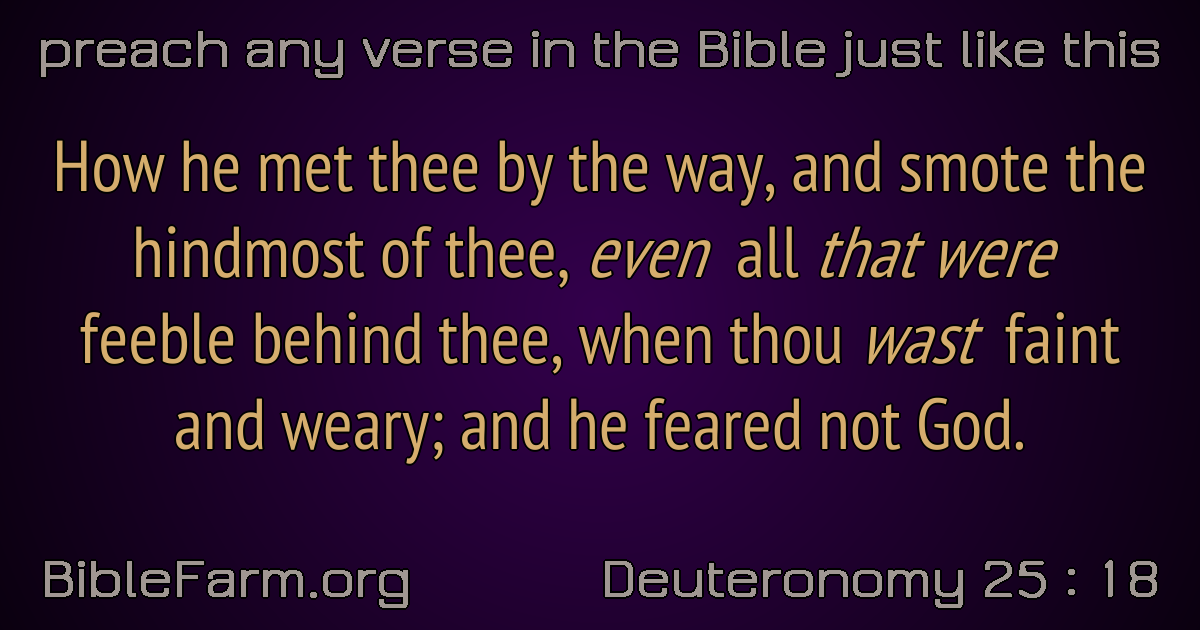 preach any verse in the Bible just like this
How he met thee by the way, and smote the
hindmost of thee, even all that were
feeble behind thee, when thou wast faint
and weary; and he feared not God.
BibleFarm.org
Deuteronomy 25 : 18